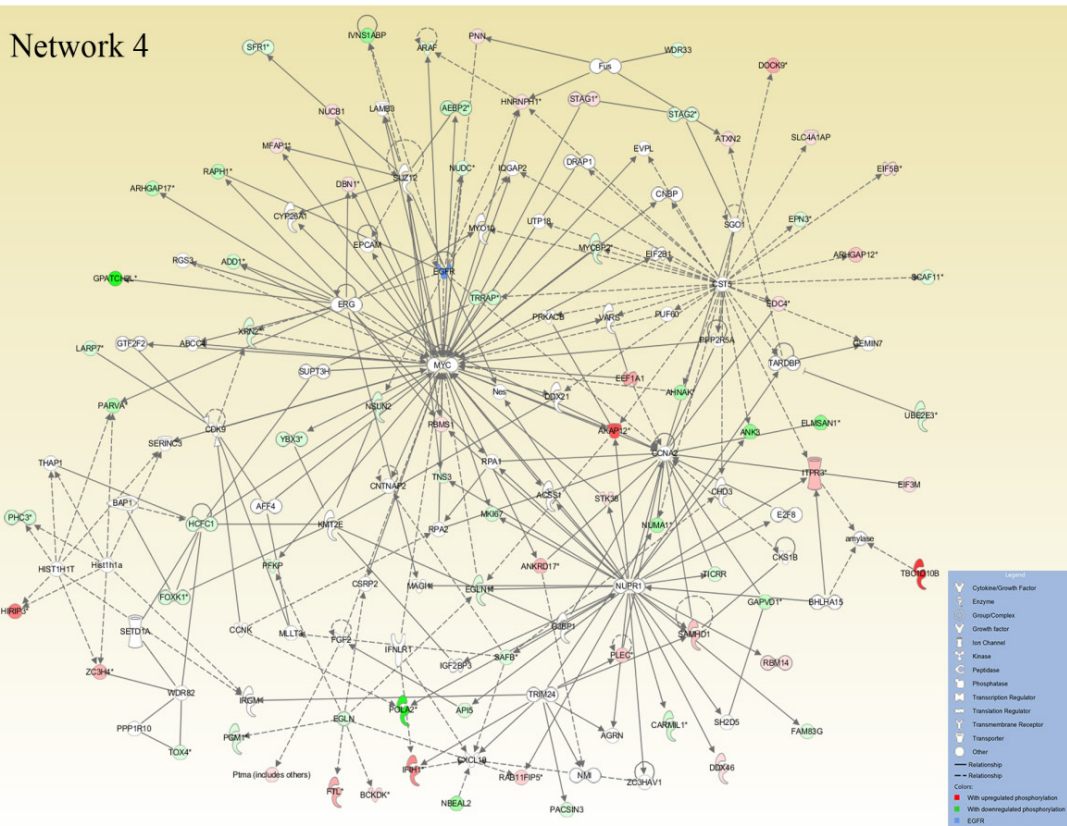 Network 4
IVNS1ABP
SFR1*
ARAF
PNN
WDR33
Fus
DOCK9*
NUCB1
LAMB3
AEBP2*
HNRNPH1*
STAG1*
STAG2*
ATXN2
SLC4A1AP
MFAP11
RAPH1*
DBN1*
SUZ12
NUDC*
IQGAP2
DRAP1
EVPL
EIF5B*
ARHGAP17*
CYP26A1
EPCAM
MYO10
UTP18
CNBP
SGO1
EPN3*
RGS3
ADD1*
MYCBP2*
EIF2B1
ARHGAP12*
EGFR
CST5
SCAF11*
ERG
TRRAP*
EDC4*
XRN2*
PRKACB
VARS
PUF60
LARP7*
GTF2F2
ABCC4
PPP2R5A
GEMIN7
SUPT3H
MYC
TARDBP
PARVA*
NSUN2
Nes
DDX21
EEF1A1
AHNAK*
UBE2E3*
CDK9
YBX3*
RBMS1
AKAP12*
ANK3
ELMSAN1*
SERINC3
CCNA2
THAP1
CNTNAP2
RPA1
ITPR3*
TNS3
ACSS1
STK38
CHD3
EIF3M
PHC3*
BAP1
AFF4
HCFC1
KMT2E
RPA2
MKI67
NUMA1*
E2F8
amylase
HIST1H1T
Hist1h1a
PFKP
ANKRD17*
CKS1B
TBC1D10B
CSRP2
MAGI1
EGLN1*
NUPR1
TICRR
HIRIP3*
FOXK1*
GAPVD1*
BHLHA15
SETD1A
CCNK
MLLT3
FGF2
IFNLR1
G3BP1
SAMHD1
ZC3H4*
IGF2BP3
SAFB*
PLEC*
RBM14
WDR82
IRGM1
POLA2*
TRIM24
PPP1R10
EGLN
API5
CARMIL1*
SH2D5
FAM83G
TOX4*
PGM1*
AGRN
CXCL10
Ptma (includes others)
FTL*
BCKDK*
IFIH1*
RAB11FIP5*
NMI
ZC3HAV1
DDX46
NBEAL2
PACSIN3
Legend
Cytokine/Growth Factor
Enzyme
Group/Complex
Growth factor
Ion Channel
Kinase
Peptidase
Phosphatase
Transcription Regulator
Translation Regulator
Transmembrane Receptor
Transporter
Other
Relationship
Relationship
Colors:
With upregulated phosphorylation
With downregulated phosphorylation
EGFR